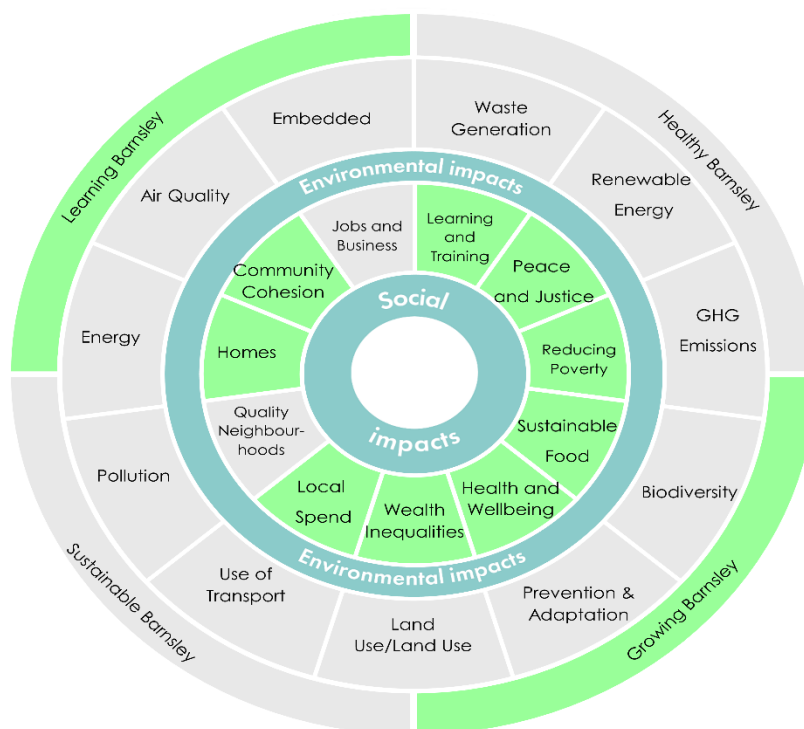 Learning Barnsley
Healthy Barnsley
Growing Barnsley
Sustainable Barnsley
Embedded
Waste
Generation
Renewable
Energy
GHG
Emissions
Biodiversity
Prevention &
Adaptation
Land
Use/Land Use
Use of
Transport
Pollution
Energy
Air Quality
Environmental impacts
Jobs and
Business
Learning
and
Training
Peace
and Justice
Reducing
Poverty
Sustainable
Food
Health and
Wellbeing
Wealth
Inequalities
Local
Spend
Quality
Neighbour-
hoods
Homes
Community
Cohesion
Social
impacts
Environmental impacts